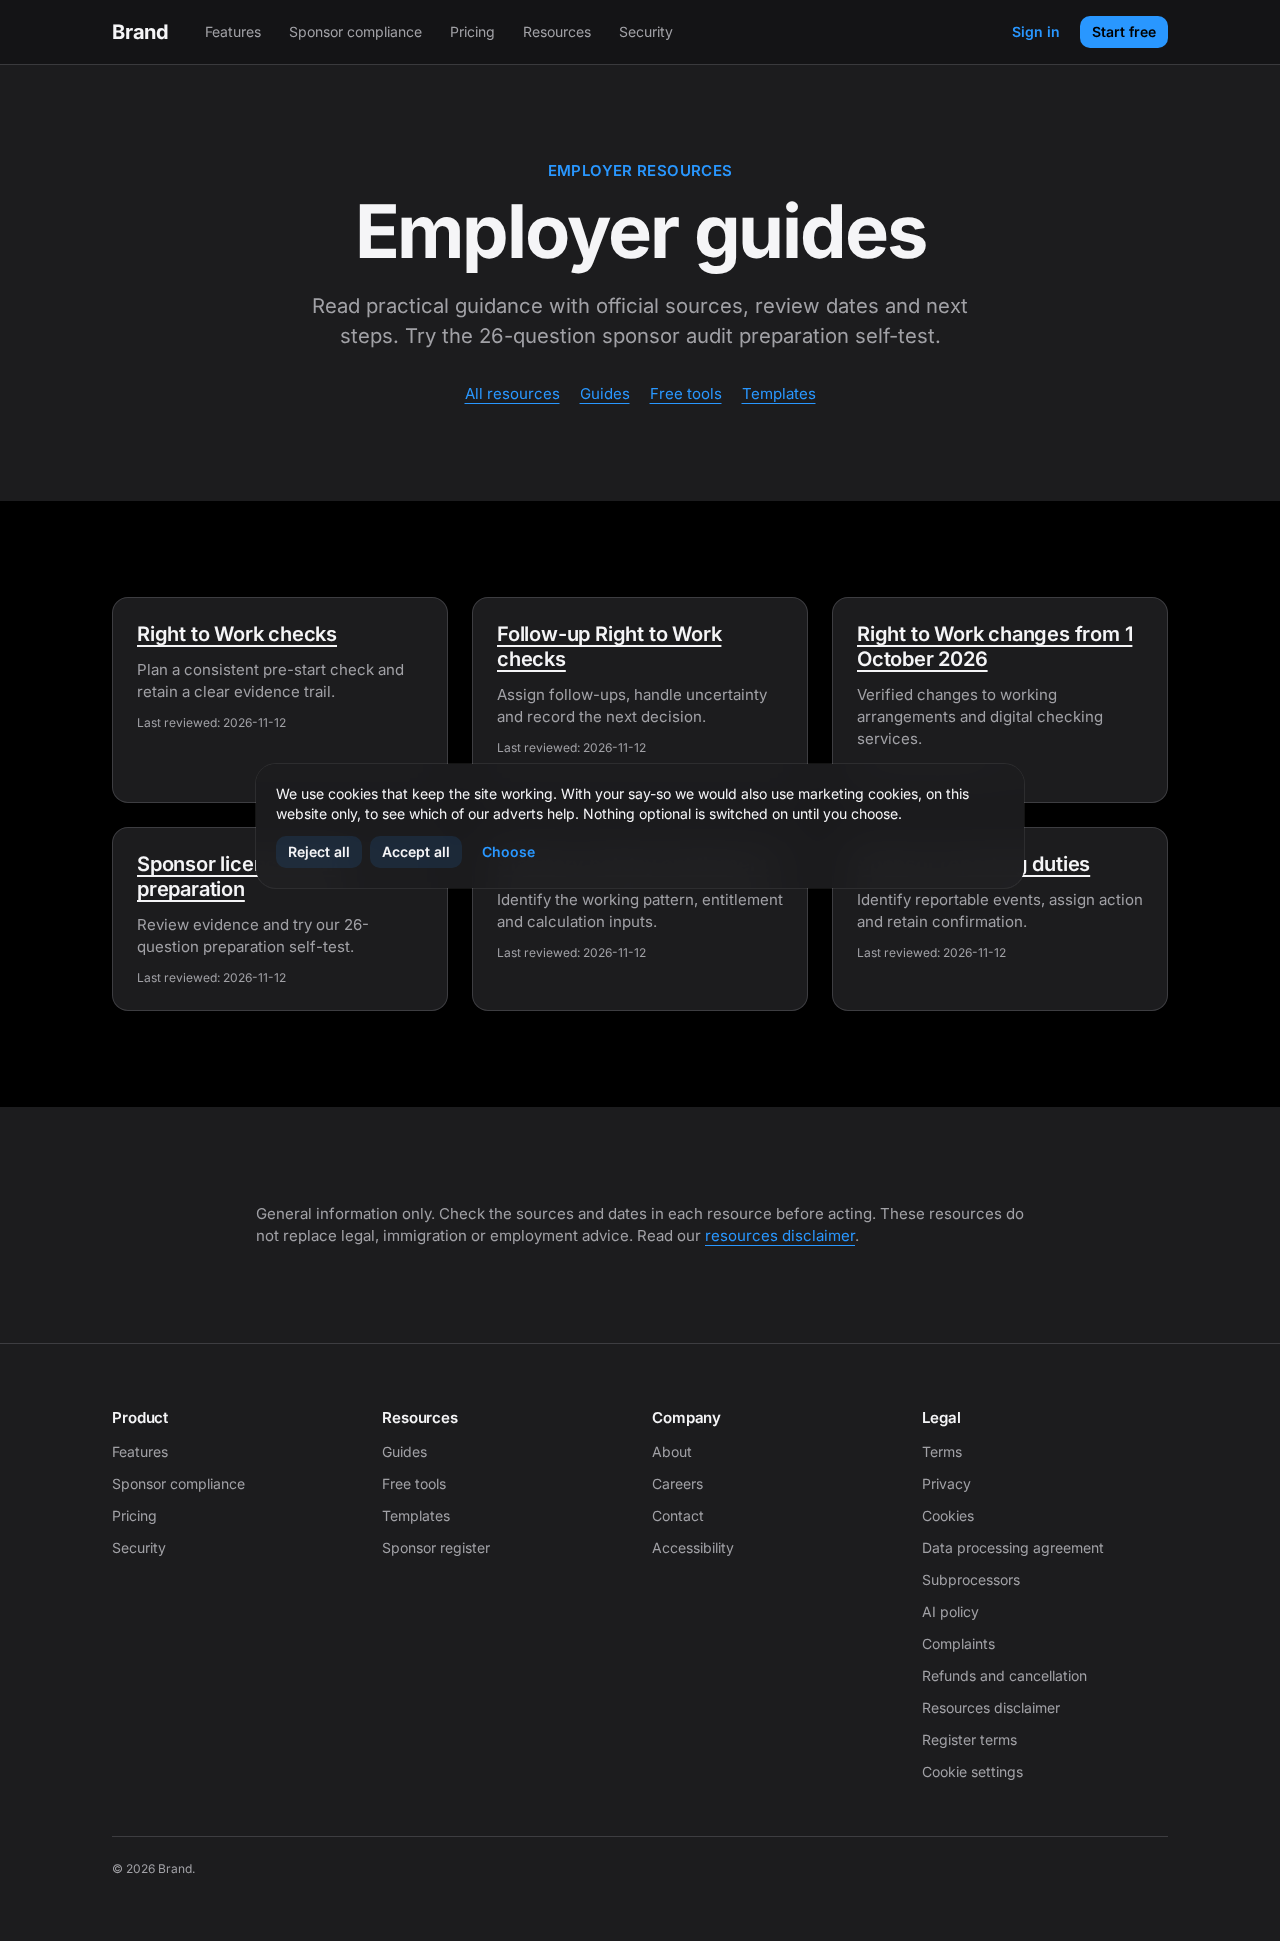 Brand
Features
Sponsor compliance
Pricing
Resources
Security
Sign in
Start free
EMPLOYER RESOURCES
Employer guides
Read practical guidance with official sources, review dates and next
steps. Try the 26-question sponsor audit preparation self-test.
All resources
Guides
Free tools
Templates
Right to Work checks
Plan a consistent pre-start check and
retain a clear evidence trail.
Last reviewed: 2026-11-12
Follow-up Right to Work
checks
Assign follow-ups, handle uncertainty
and record the next decision.
Last reviewed: 2026-11-12
Right to Work changes from 1
October 2026
Verified changes to working
arrangements and digital checking
services.
We use cookies that keep the site working. With your say-so we would also use marketing cookies, on this
website only, to see which of our adverts help. Nothing optional is switched on until you choose.
Reject all
Accept all
Choose
Sponsor
preparation
Review evidence and try our 26-
question preparation self-test.
Last reviewed: 2026-11-12
Identify the working pattern, entitlement
and calculation inputs.
Last reviewed: 2026-11-12
duties
Identify reportable events, assign action
and retain confirmation.
Last reviewed: 2026-11-12
General information only. Check the sources and dates in each resource before acting. These resources do
not replace legal, immigration or employment advice. Read our resources disclaimer.
Product
Features
Sponsor compliance
Pricing
Security
Resources
Guides
Free tools
Templates
Sponsor register
Company
About
Careers
Contact
Accessibility
Legal
Terms
Privacy
Cookies
Data processing agreement
Subprocessors
AI policy
Complaints
Refunds and cancellation
Resources disclaimer
Register terms
Cookie settings
© 2026 Brand.